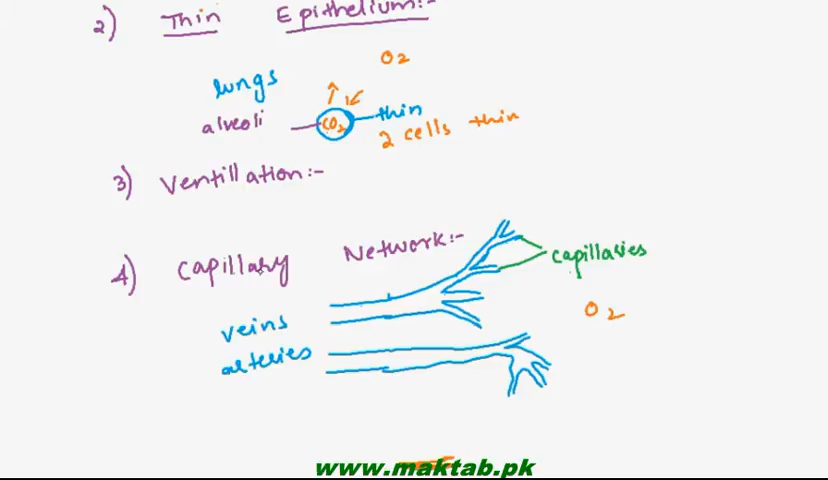 2) Thin Epithelium:-
O2
lungs
alveoli CO2 thin
2 cells thin
3) Ventillation:-
4) Capillary Network:-
capillaries
O2
veins
arteries
www.maktab.pk